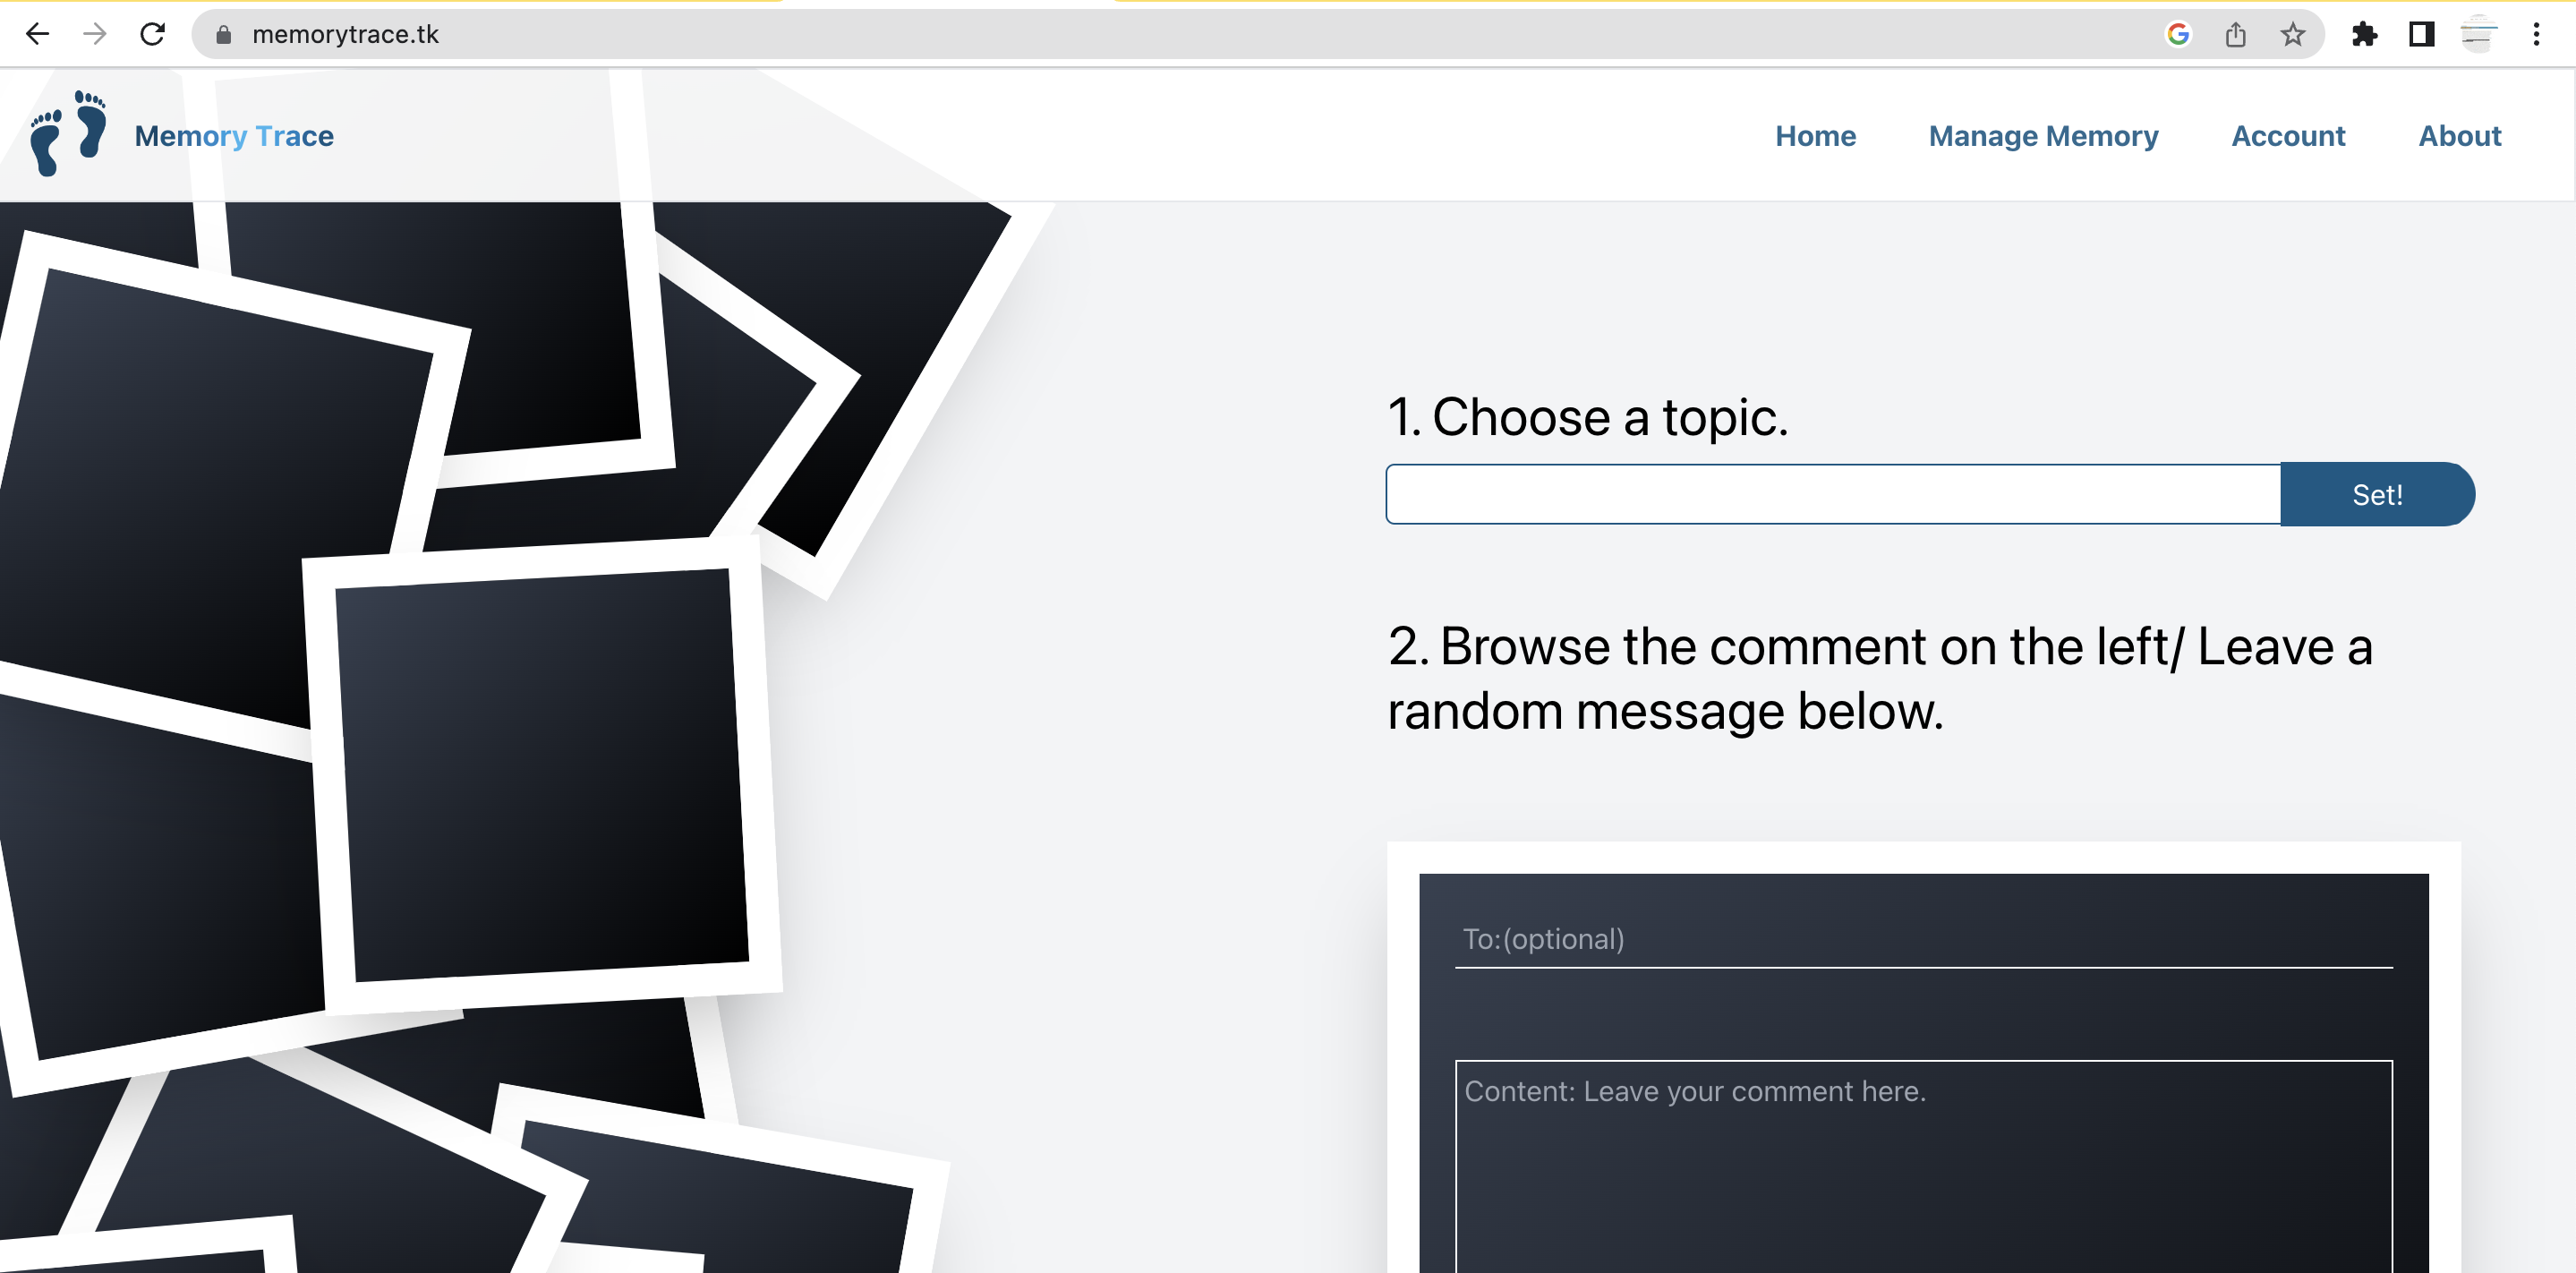 memorytrace.tk
Memory Trace
Home Manage Memory Account About
1. Choose a topic.
Set!
2. Browse the comment on the left/ Leave a
random message below.
To:(optional)
Content: Leave your comment here.